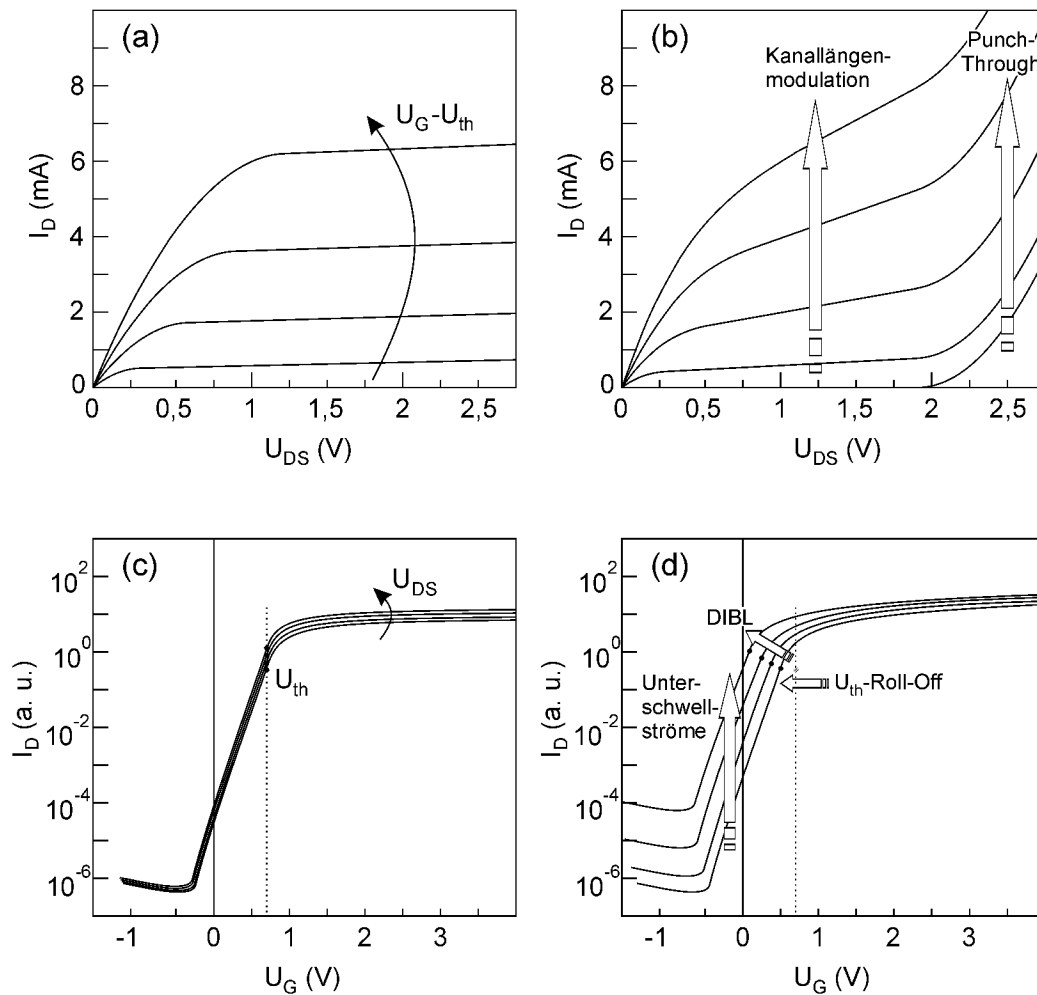 (a)
U_G-U_th
I_D (mA)
8
6
4
2
0
0 0,5 1 1,5 2 2,5
U_DS (V)
(b)
Kanallängen-
modulation
Punch-
Through
I_D (mA)
8
6
4
2
0
0 0,5 1 1,5 2 2,5
U_DS (V)
(c)
U_DS
U_th
I_D (a. u.)
10^2
10^0
10^-2
10^-4
10^-6
-1 0 1 2 3
U_G (V)
(d)
DIBL
U_th-Roll-Off
Unter-
schwell-
ströme
I_D (a. u.)
10^2
10^0
10^-2
10^-4
10^-6
-1 0 1 2 3
U_G (V)